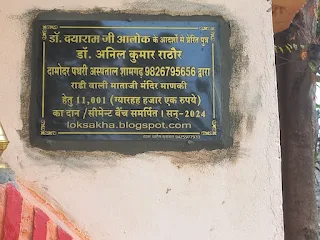 डॉ. दयाराम जी आलोक के आदर्शों से प्रेरित पुत्र
डॉ. अनिल कुमार राठौर
दामोदर पथरी अस्पताल शामगढ़ 9826795656 द्वारा
राडी वाली माताजी मंदिर माणकी
हेतु 11,001 (ग्यारह हजार एक रुपये)
का दान /सीमेन्ट बैंच समर्पित । सन्-2024
loksakha.blogspot.com